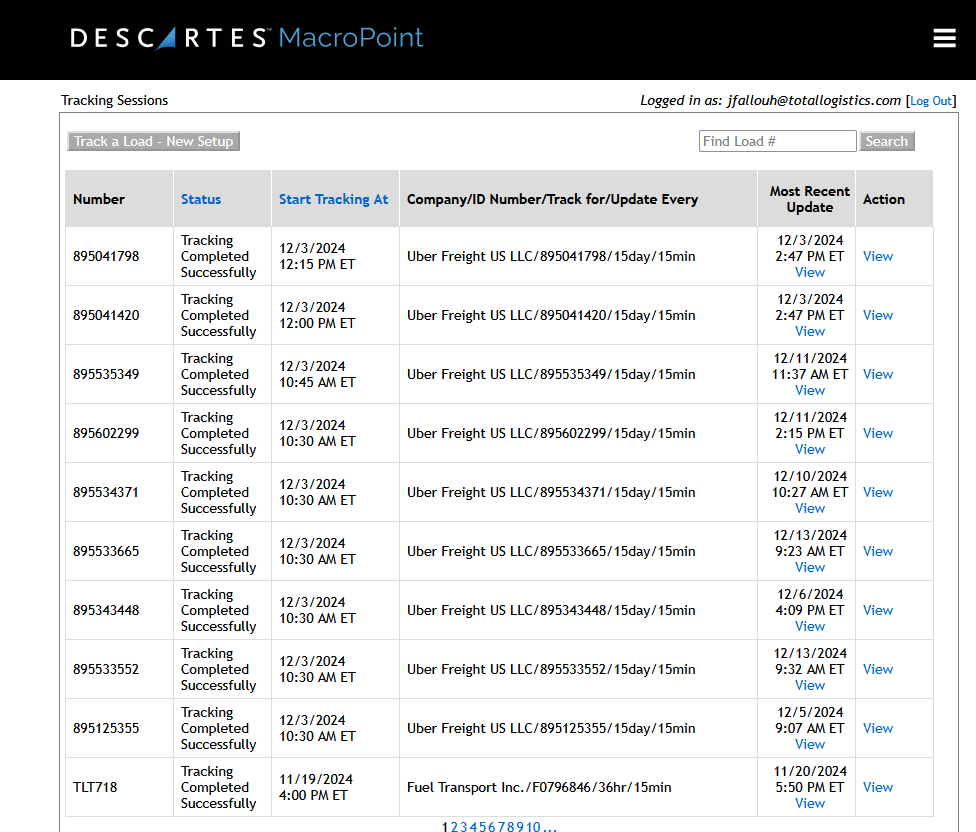 DESCARTES™ MacroPoint
Tracking Sessions
Logged in as: jfallouh@totallogistics.com [Log Out]
Track a Load - New Setup
Find Load #
Search
Number
Status
Start Tracking At
Company/ID Number/Track for/Update Every
Most Recent
Update
Action
895041798
Tracking
Completed
Successfully
12/3/2024
12:15 PM ET
Uber Freight US LLC/895041798/15day/15min
12/3/2024
2:47 PM ET
View
View
895041420
Tracking
Completed
Successfully
12/3/2024
12:00 PM ET
Uber Freight US LLC/895041420/15day/15min
12/3/2024
2:47 PM ET
View
View
895535349
Tracking
Completed
Successfully
12/3/2024
10:45 AM ET
Uber Freight US LLC/895535349/15day/15min
12/11/2024
11:37 AM ET
View
View
895602299
Tracking
Completed
Successfully
12/3/2024
10:30 AM ET
Uber Freight US LLC/895602299/15day/15min
12/11/2024
2:15 PM ET
View
View
895534371
Tracking
Completed
Successfully
12/3/2024
10:30 AM ET
Uber Freight US LLC/895534371/15day/15min
12/10/2024
10:27 AM ET
View
View
895533665
Tracking
Completed
Successfully
12/3/2024
10:30 AM ET
Uber Freight US LLC/895533665/15day/15min
12/13/2024
9:23 AM ET
View
View
895343448
Tracking
Completed
Successfully
12/3/2024
10:30 AM ET
Uber Freight US LLC/895343448/15day/15min
12/6/2024
4:09 PM ET
View
View
895533552
Tracking
Completed
Successfully
12/3/2024
10:30 AM ET
Uber Freight US LLC/895533552/15day/15min
12/13/2024
9:32 AM ET
View
View
895125355
Tracking
Completed
Successfully
12/3/2024
10:30 AM ET
Uber Freight US LLC/895125355/15day/15min
12/5/2024
9:07 AM ET
View
View
TLT718
Tracking
Completed
Successfully
11/19/2024
4:00 PM ET
Fuel Transport Inc./F0796846/36hr/15min
11/20/2024
5:50 PM ET
View
View
1 2 3 4 5 6 7 8 9 10 ...